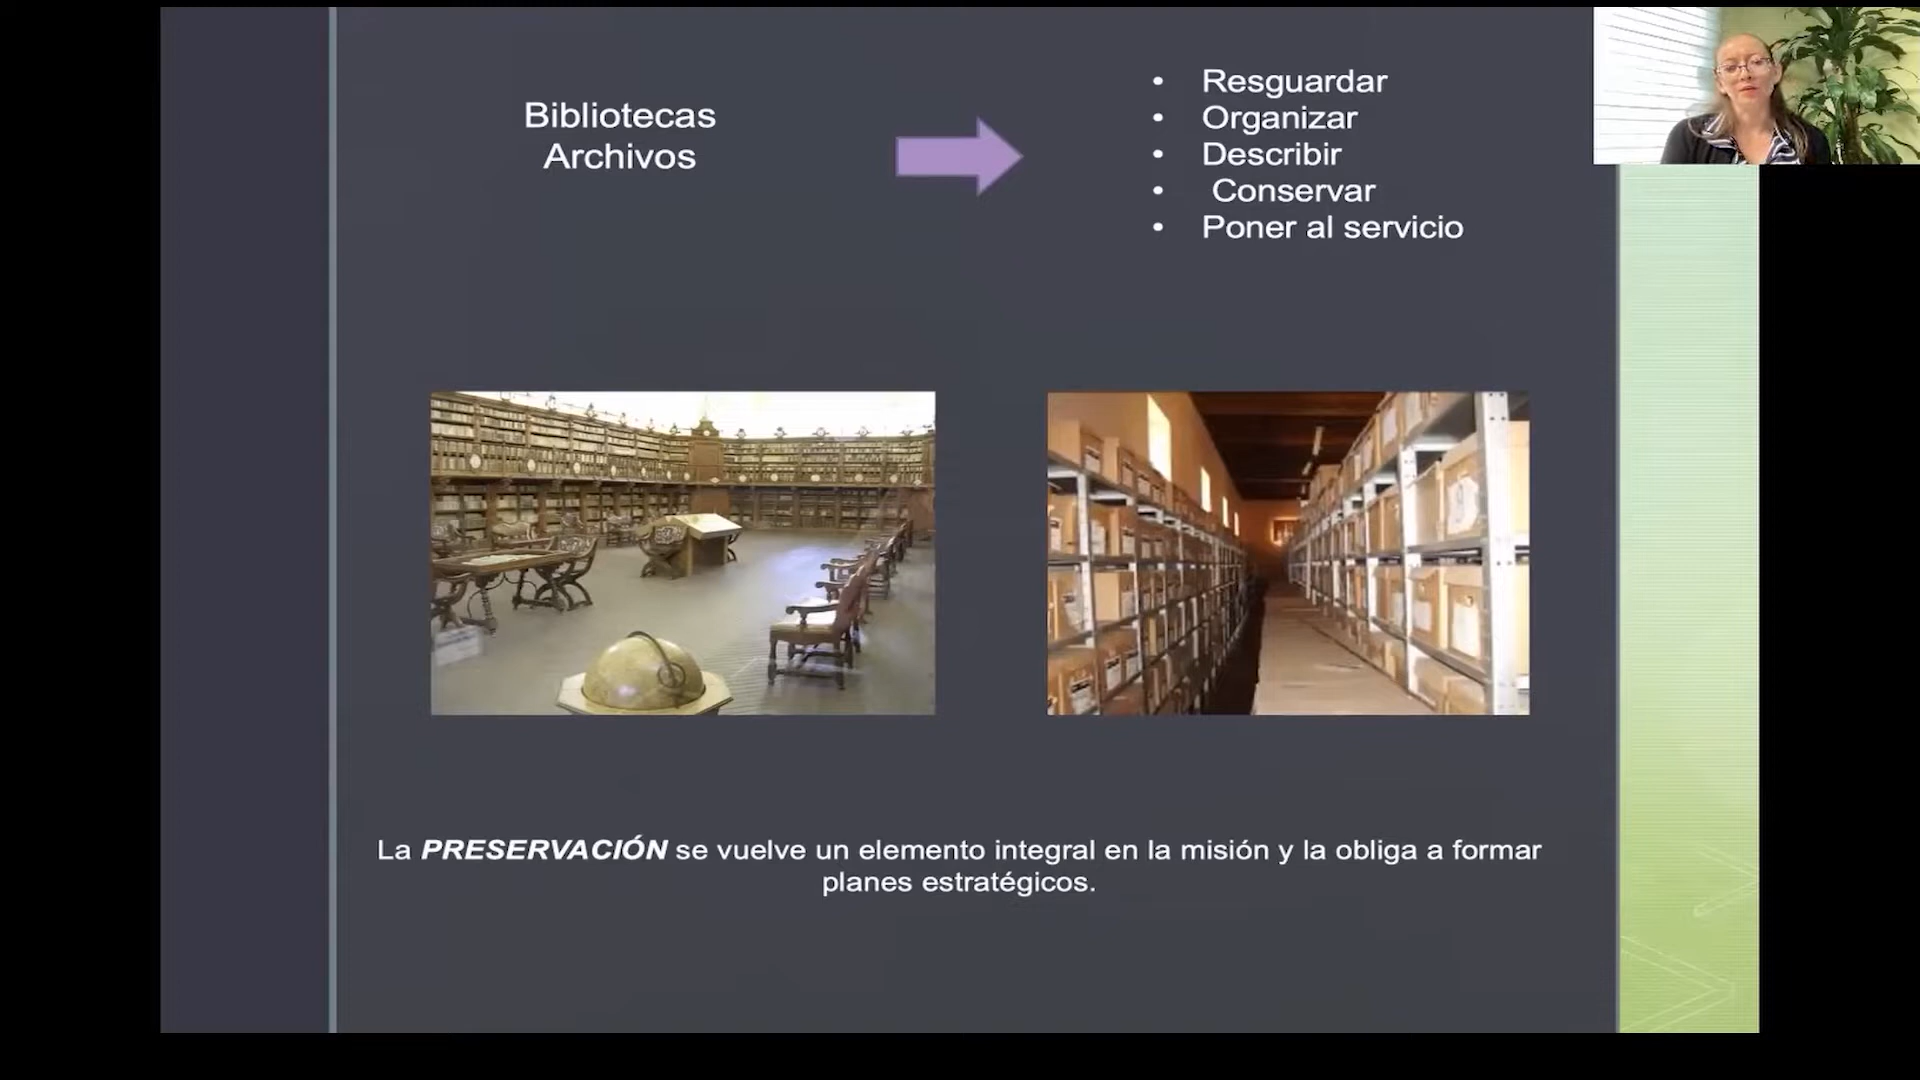 Bibliotecas
Archivos
• Resguardar
• Organizar
• Describir
• Conservar
• Poner al servicio
La PRESERVACIÓN se vuelve un elemento integral en la misión y la obliga a formar
planes estratégicos.